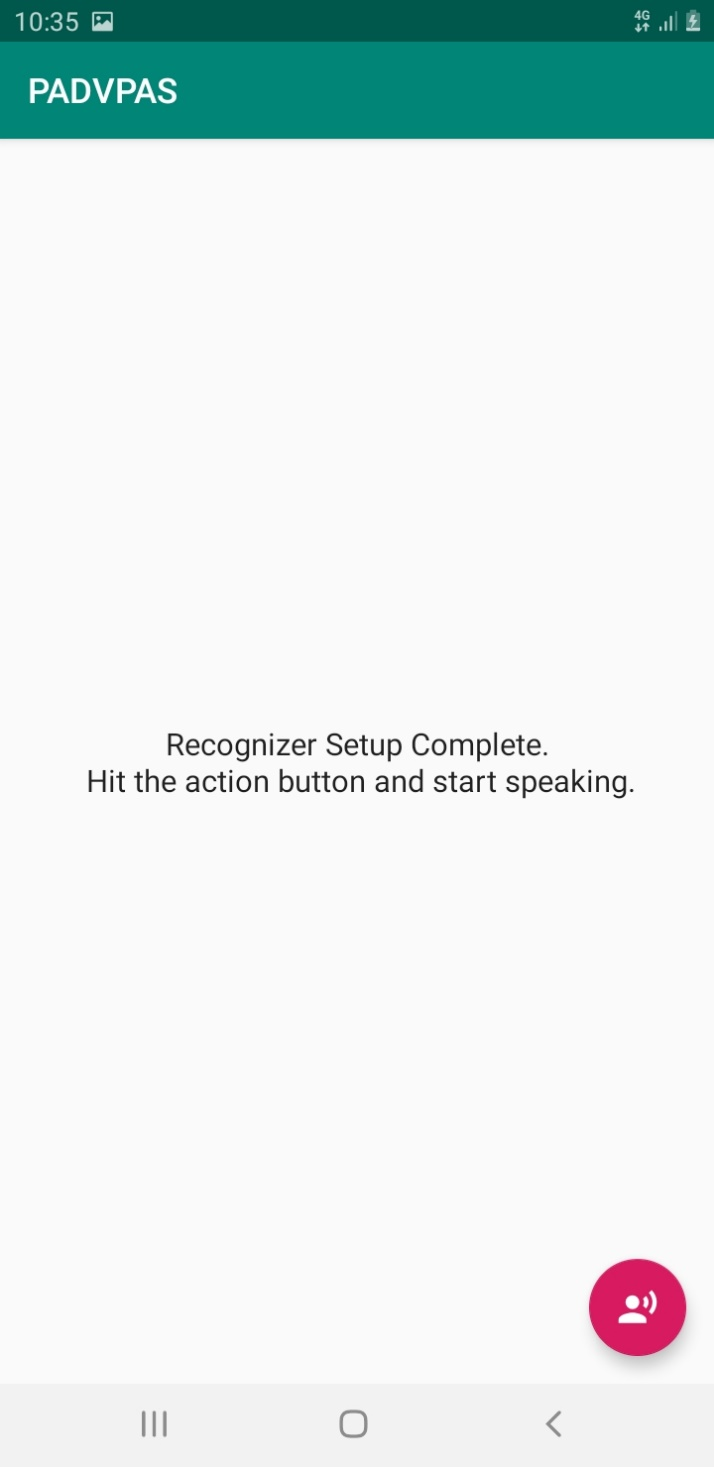 10:35
4G
PADVPAS
Recognizer Setup Complete.
Hit the action button and start speaking.